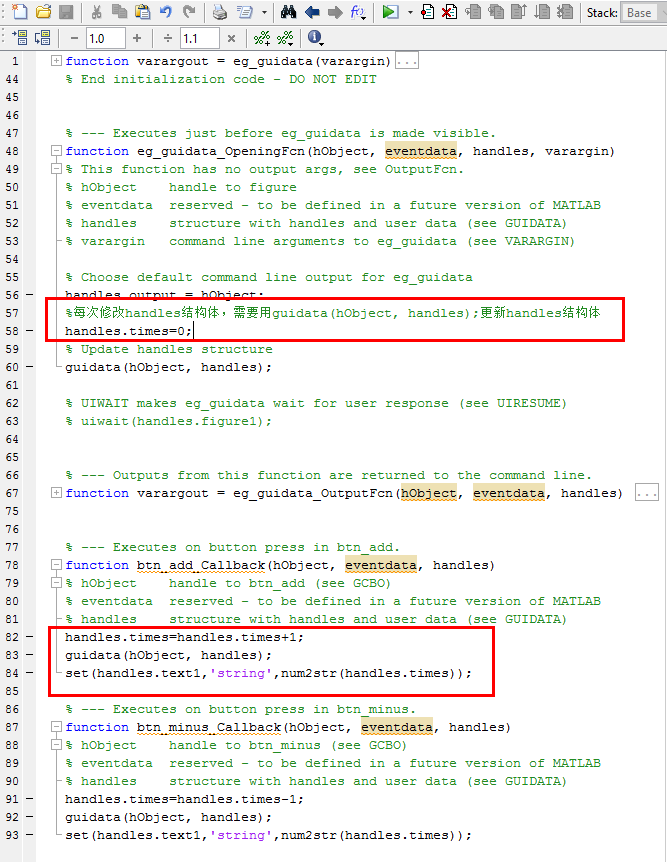 Stack: Base
1.0
1.1
1 function varargout = eg_guidata(varargin) ...
44 % End initialization code - DO NOT EDIT
45
46
47 % --- Executes just before eg_guidata is made visible.
48 function eg_guidata_OpeningFcn(hObject, eventdata, handles, varargin)
49 % This function has no output args, see OutputFcn.
50 % hObject    handle to figure
51 % eventdata  reserved - to be defined in a future version of MATLAB
52 % handles    structure with handles and user data (see GUIDATA)
53 % varargin   command line arguments to eg_guidata (see VARARGIN)
54
55 % Choose default command line output for eg_guidata
56 handles.output = hObject;
57 %每次修改handles结构体，需要用guidata(hObject, handles);更新handles结构体
58 handles.times=0;
59 % Update handles structure
60 guidata(hObject, handles);
61
62 % UIWAIT makes eg_guidata wait for user response (see UIRESUME)
63 % uiwait(handles.figure1);
64
65
66 % --- Outputs from this function are returned to the command line.
67 function varargout = eg_guidata_OutputFcn(hObject, eventdata, handles) ...
75
76
77 % --- Executes on button press in btn_add.
78 function btn_add_Callback(hObject, eventdata, handles)
79 % hObject    handle to btn_add (see GCBO)
80 % eventdata  reserved - to be defined in a future version of MATLAB
81 % handles    structure with handles and user data (see GUIDATA)
82 handles.times=handles.times+1;
83 guidata(hObject, handles);
84 set(handles.text1,'string',num2str(handles.times));
85
86 % --- Executes on button press in btn_minus.
87 function btn_minus_Callback(hObject, eventdata, handles)
88 % hObject    handle to btn_minus (see GCBO)
89 % eventdata  reserved - to be defined in a future version of MATLAB
90 % handles    structure with handles and user data (see GUIDATA)
91 handles.times=handles.times-1;
92 guidata(hObject, handles);
93 set(handles.text1,'string',num2str(handles.times));